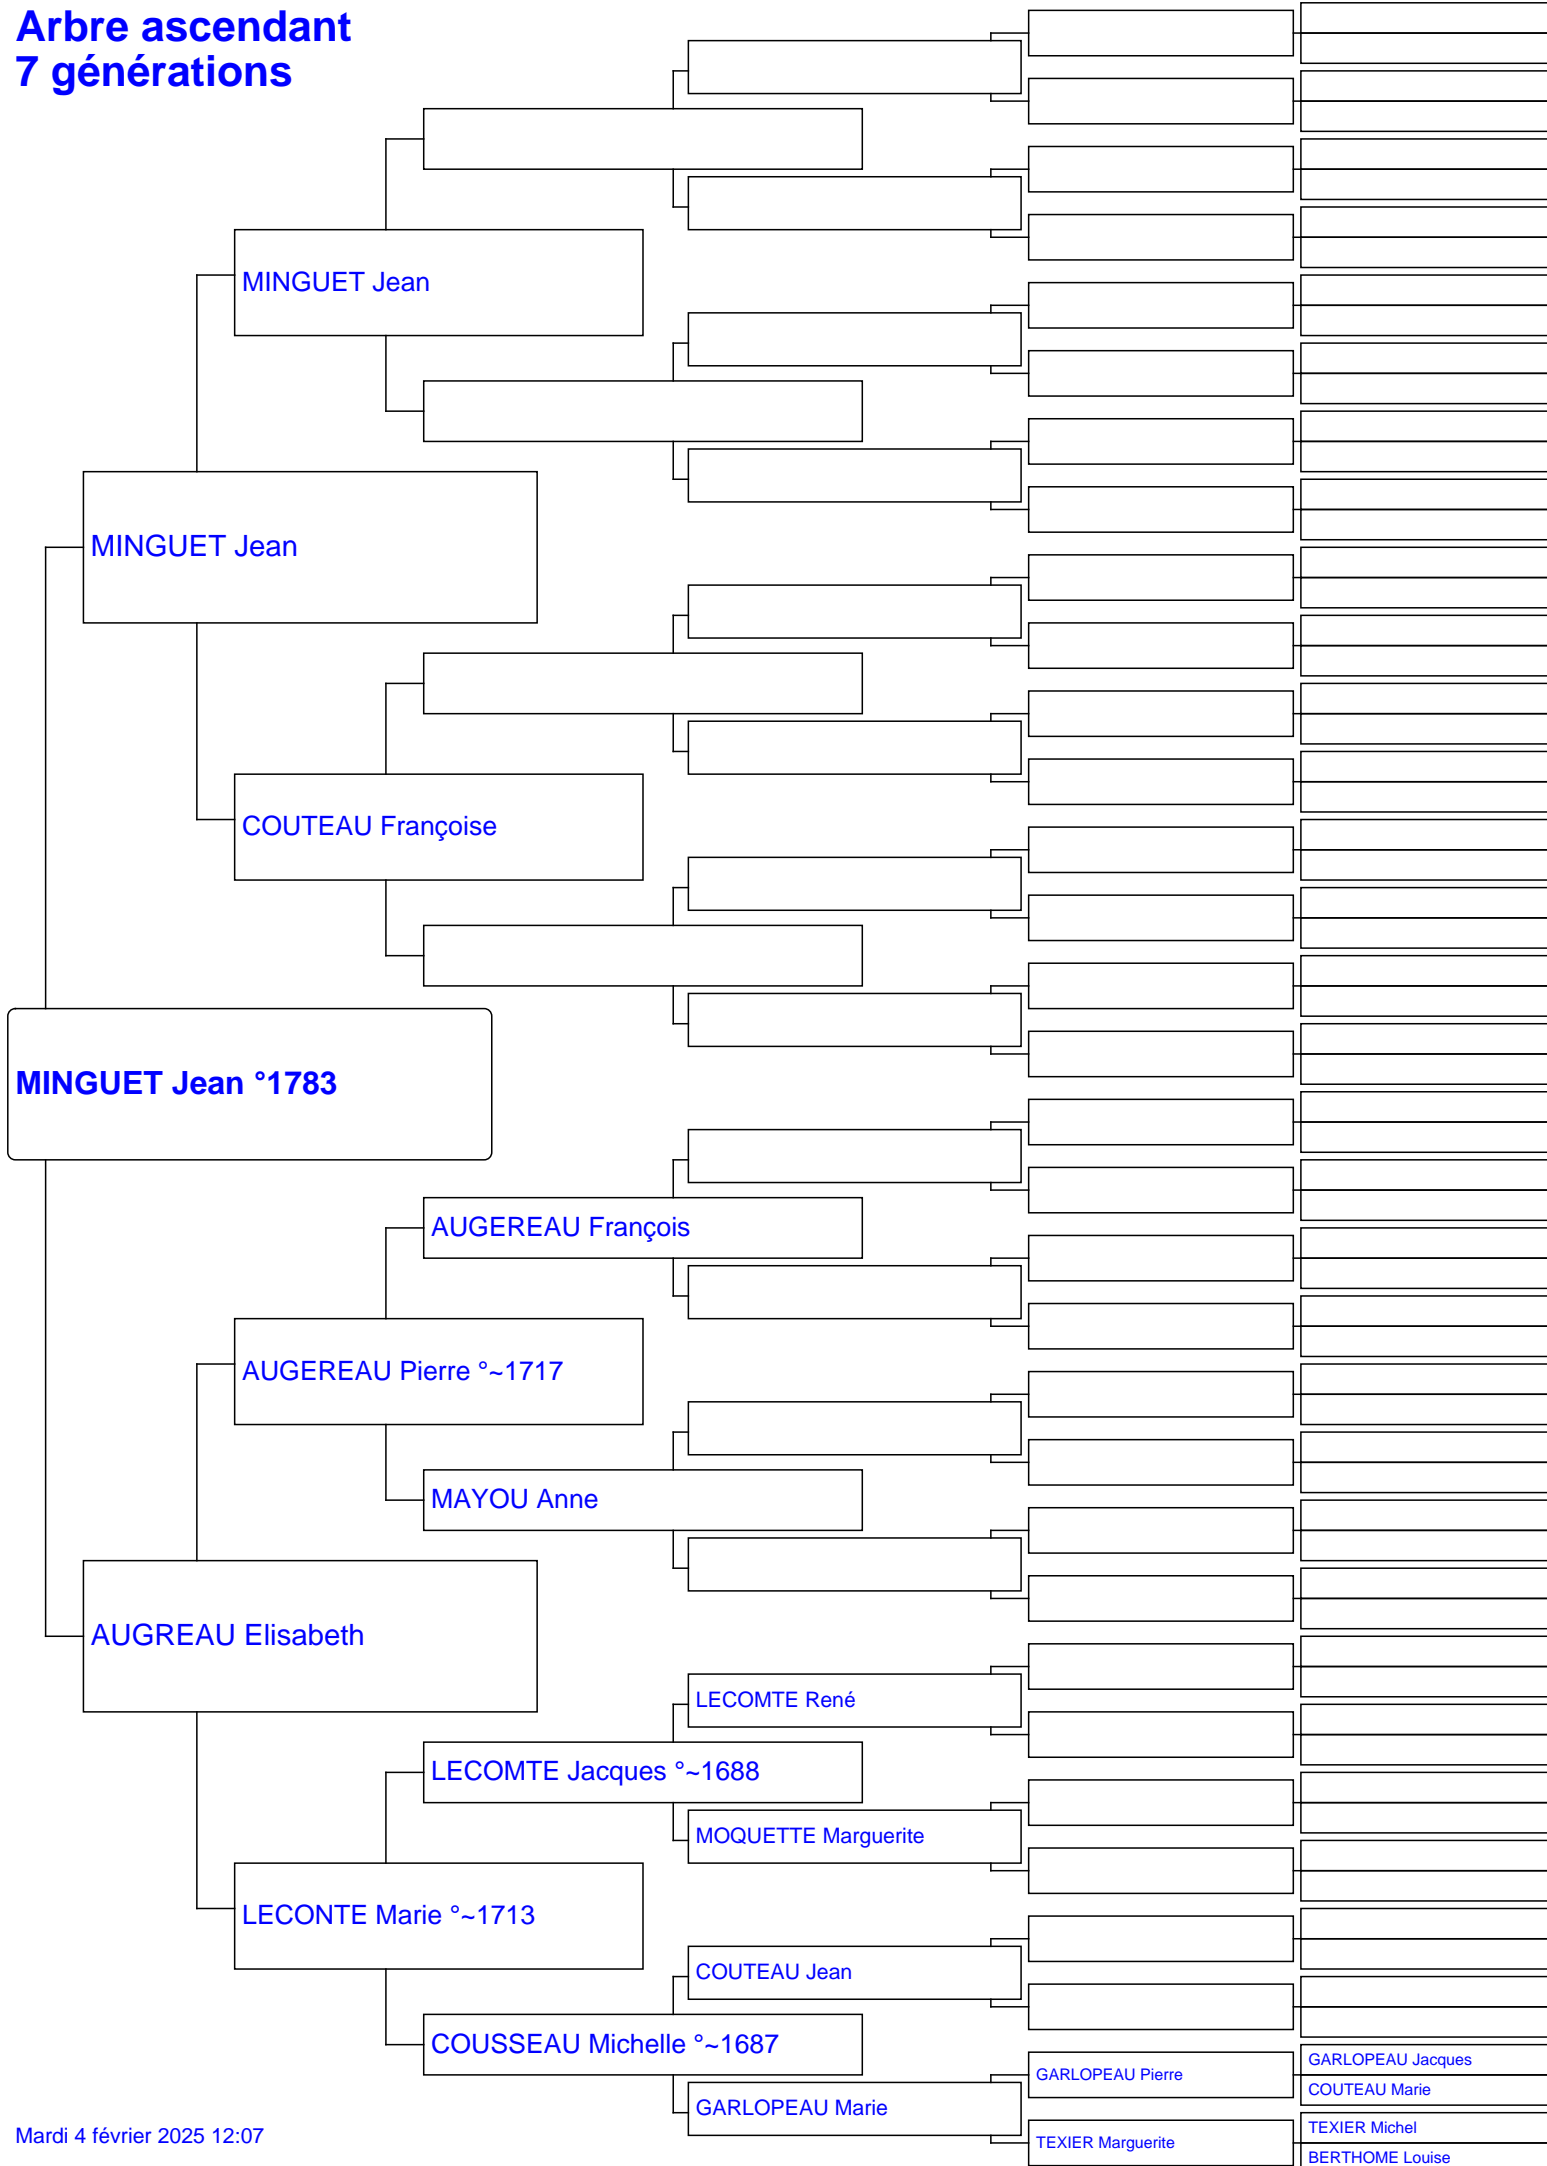 Arbre ascendant
7 générations
MINGUET Jean
MINGUET Jean
COUTEAU Françoise
MINGUET Jean °1783
AUGEREAU François
AUGEREAU Pierre °~1717
MAYOU Anne
AUGREAU Elisabeth
LECOMTE René
LECOMTE Jacques °~1688
MOQUETTE Marguerite
LECONTE Marie °~1713
COUTEAU Jean
COUSSEAU Michelle °~1687
GARLOPEAU Jacques
GARLOPEAU Pierre
COUTEAU Marie
GARLOPEAU Marie
TEXIER Michel
TEXIER Marguerite
BERTHOME Louise
Mardi 4 février 2025 12:07